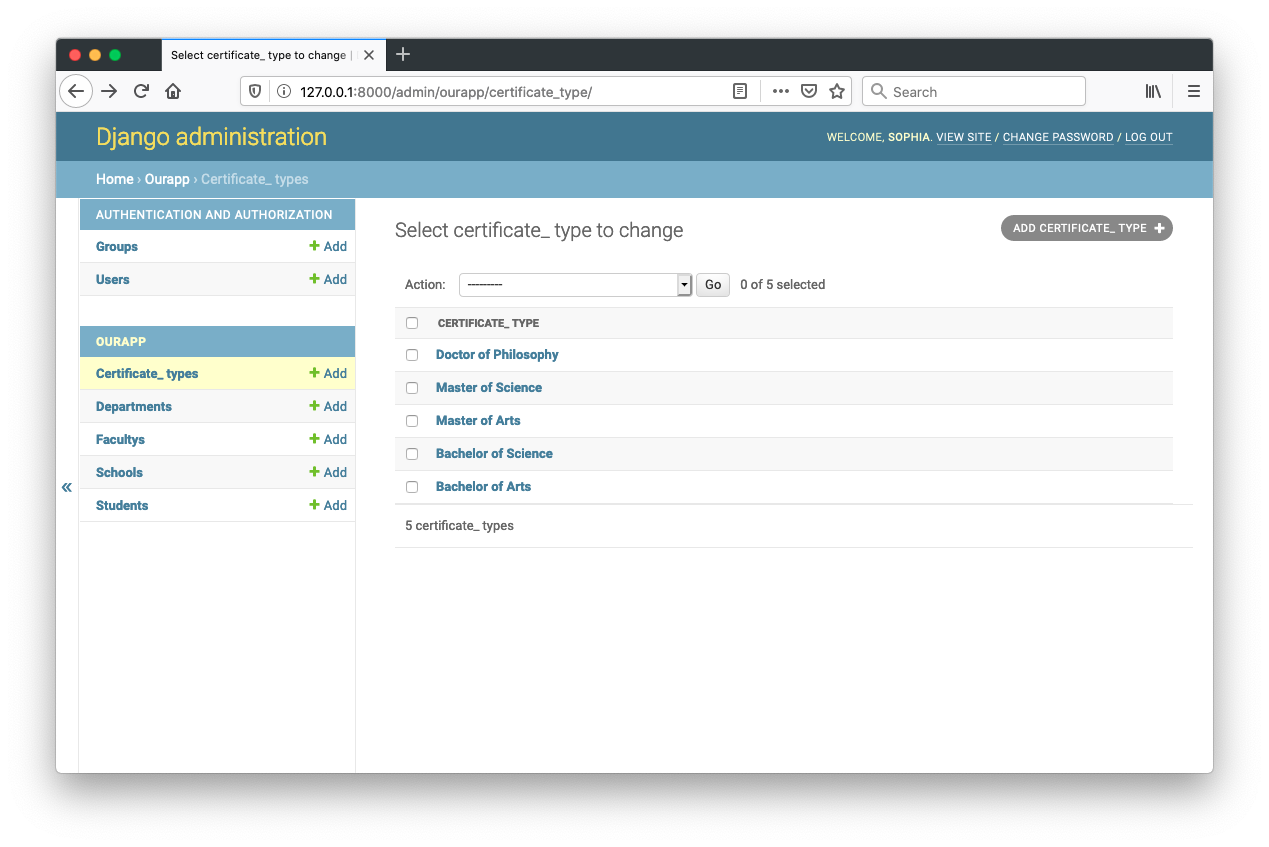 Select certificate_ type to change |
127.0.0.1:8000/admin/ourapp/certificate_type/
Search
Django administration
WELCOME, SOPHIA. VIEW SITE / CHANGE PASSWORD / LOG OUT
Home › Ourapp › Certificate_ types
AUTHENTICATION AND AUTHORIZATION
Groups + Add
Users + Add
OURAPP
Certificate_ types + Add
Departments + Add
Facultys + Add
Schools + Add
Students + Add
«
Select certificate_ type to change
ADD CERTIFICATE_ TYPE +
Action: --------- Go 0 of 5 selected
CERTIFICATE_ TYPE
Doctor of Philosophy
Master of Science
Master of Arts
Bachelor of Science
Bachelor of Arts
5 certificate_ types